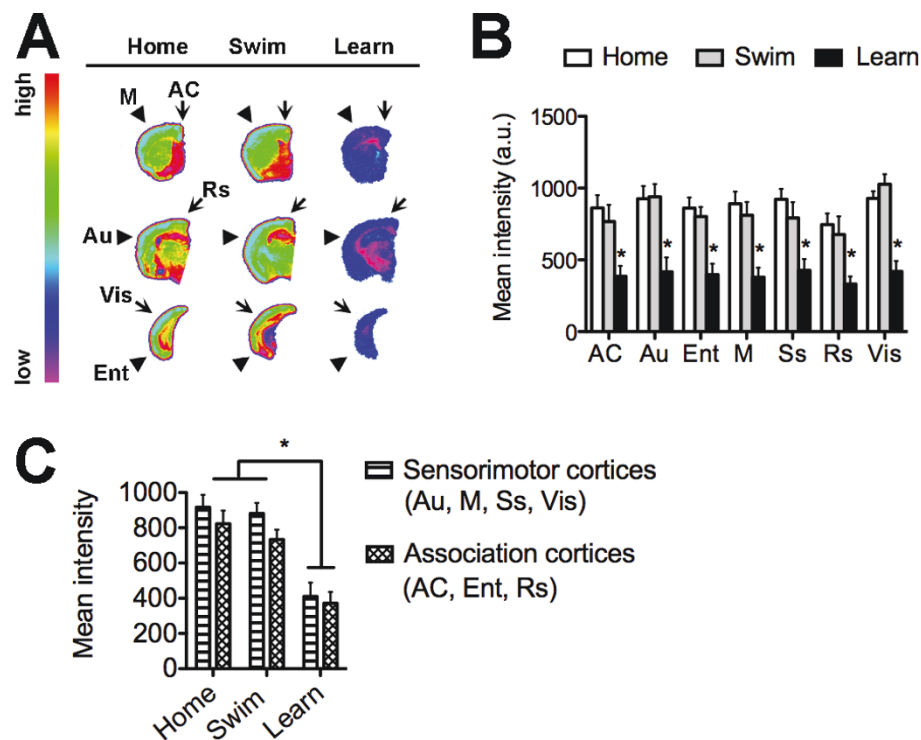 A
Home Swim Learn
high
low
M
AC
Rs
Au
Vis
Ent
B
Home Swim Learn
Mean intensity (a.u.)
1500
1000
500
0
* * * * * * *
AC Au Ent M Ss Rs Vis
C
Mean intensity
1000
800
600
400
200
0
*
Home Swim Learn
Sensorimotor cortices
(Au, M, Ss, Vis)
Association cortices
(AC, Ent, Rs)